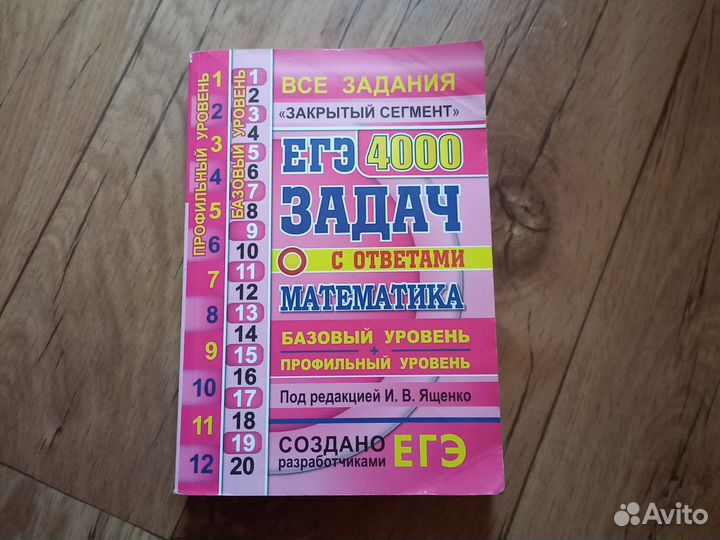 ПРОФИЛЬНЫЙ УРОВЕНЬ
1
2
3
4
5
6
7
8
9
10
11
12
БАЗОВЫЙ УРОВЕНЬ
1
2
3
4
5
6
7
8
9
10
11
12
13
14
15
16
17
18
19
20
ВСЕ ЗАДАНИЯ
«ЗАКРЫТЫЙ СЕГМЕНТ»
ЕГЭ 4000
ЗАДАЧ
С ОТВЕТАМИ
МАТЕМАТИКА
БАЗОВЫЙ УРОВЕНЬ
+
ПРОФИЛЬНЫЙ УРОВЕНЬ
Под редакцией И. В. Ященко
СОЗДАНО
разработчиками ЕГЭ
Avito